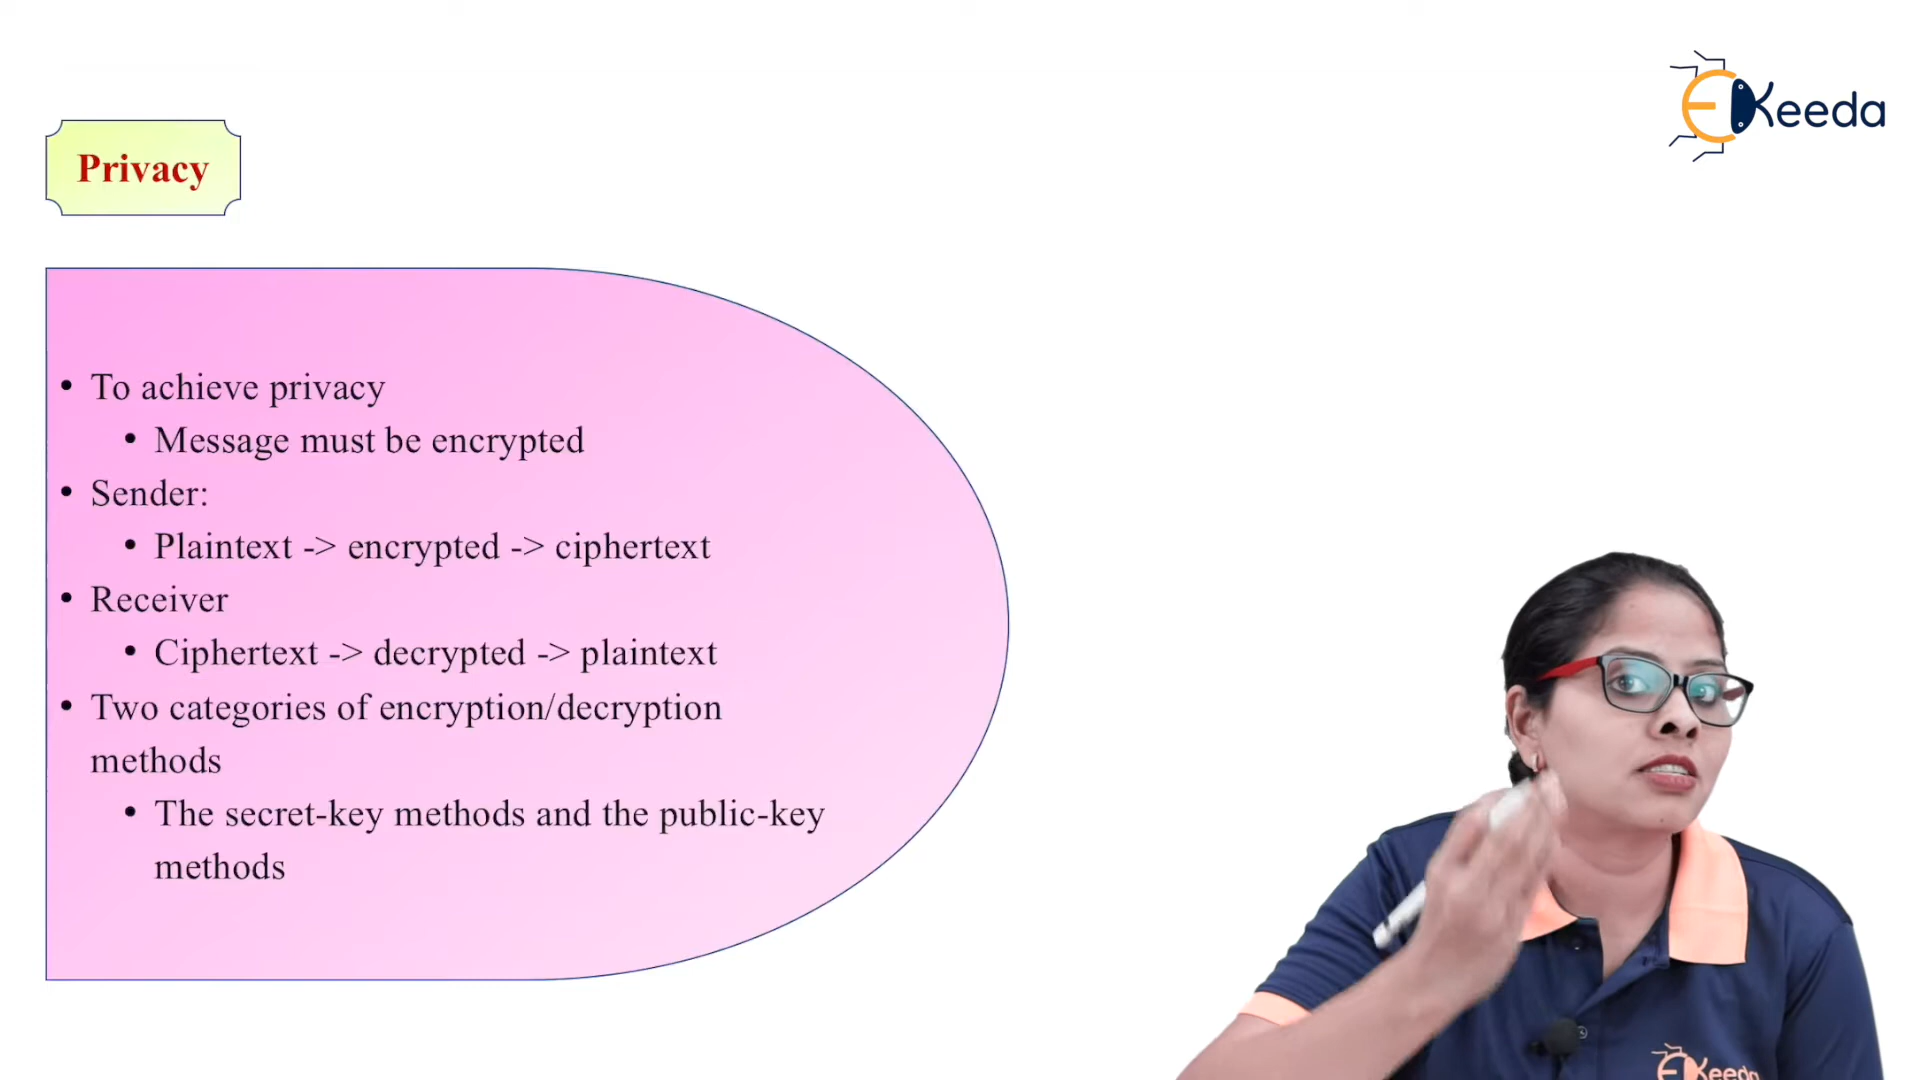 EKeeda
Privacy
• To achieve privacy
• Message must be encrypted
• Sender:
• Plaintext -> encrypted -> ciphertext
• Receiver
• Ciphertext -> decrypted -> plaintext
• Two categories of encryption/decryption
methods
• The secret-key methods and the public-key
methods
EKeeda